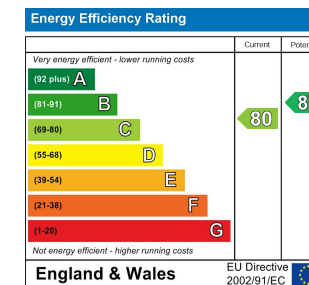 Energy Efficiency Rating
Current
Very energy efficient - lower running costs
(92 plus) A
(81-91) B
(69-80) C
80
(55-68) D
(39-54) E
(21-38) F
(1-20) G
Not energy efficient - higher running costs
England & Wales
EU Directive
2002/91/EC